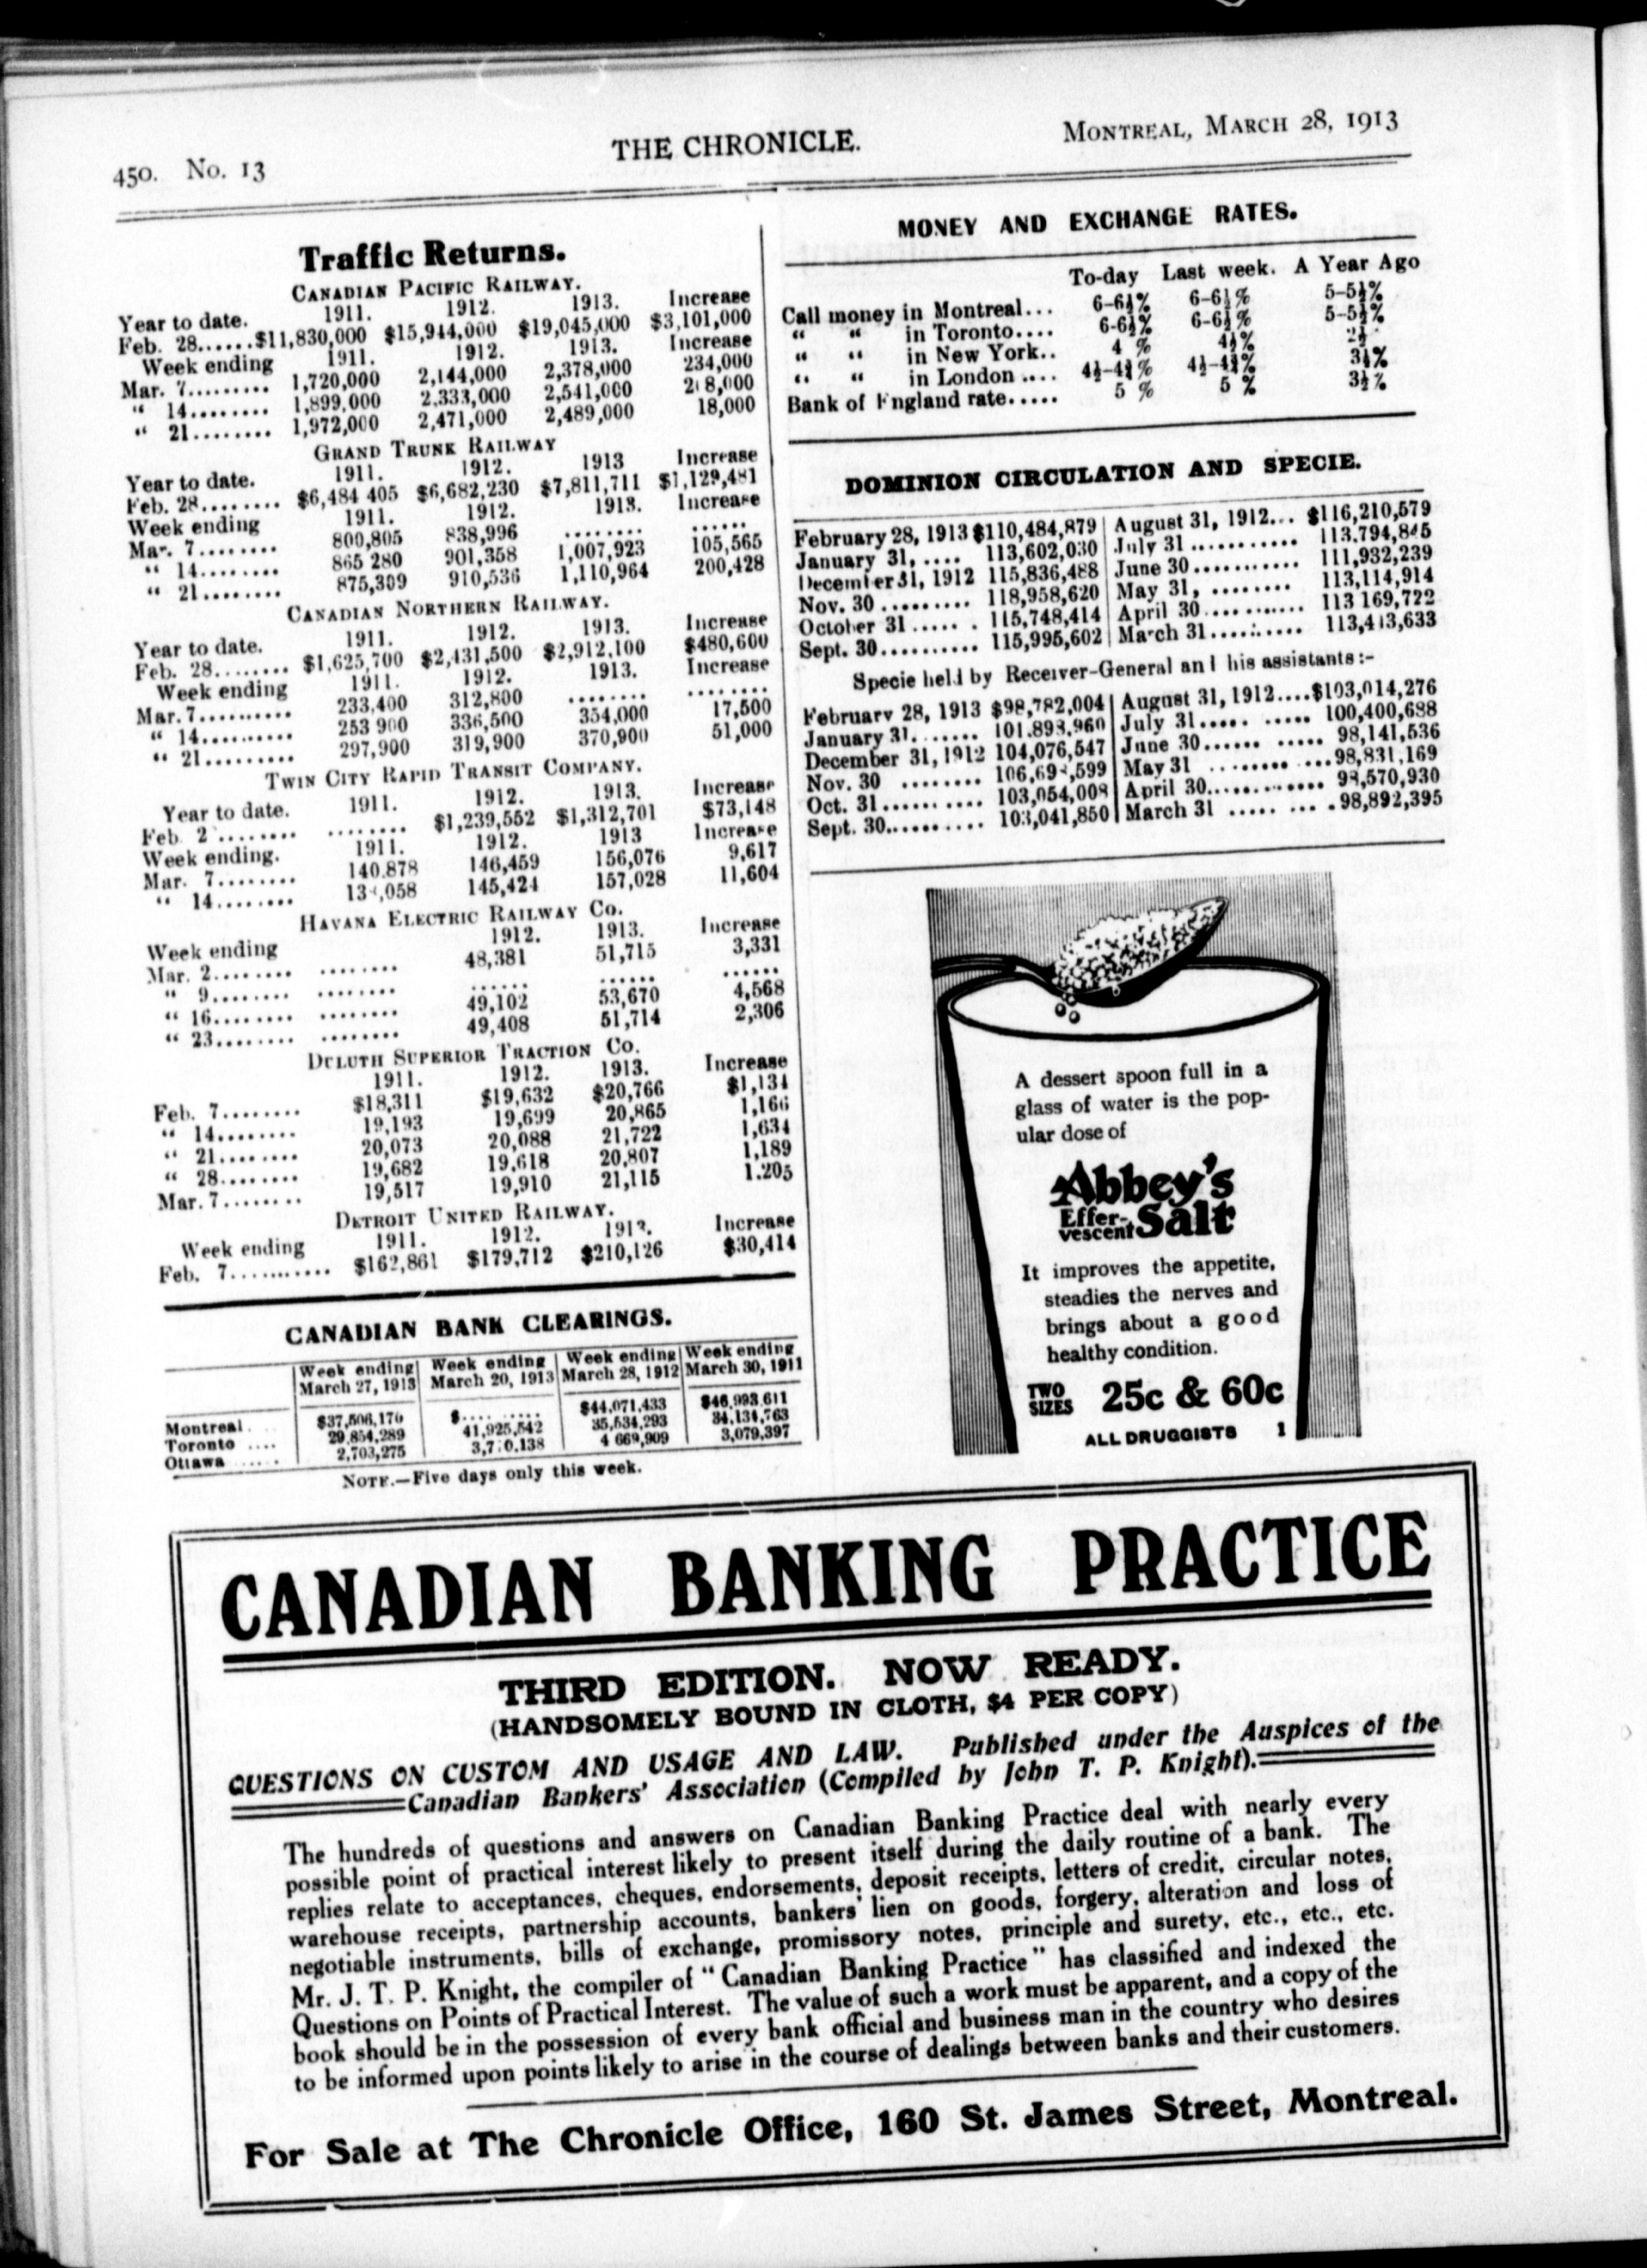 450. No. 13 THE CHRONICLE. MONTREAL, MARCH 28, 1913
Traffic Returns.
CANADIAN PACIFIC RAILWAY.
Year to date. 1911. 1912. 1913. Increase
Feb. 28......$11,830,000 $15,944,000 $19,045,000 $3,101,000
Week ending 1911. 1912. 1913. Increase
Mar. 7......... 1,720,000 2,144,000 2,378,000 234,000
“ 14........ 1,899,000 2,333,000 2,541,000
“ 21........ 1,972,000 2,471,000 2,489,000 18,000
GRAND TRUNK RAILWAY
Year to date. 1911. 1912. 1913 Increase
Feb. 28........ $6,484 405 $6,682,230 $7,811,711 $1,129,481
Week ending 1911. 1912. 1913. Increase
Mar. 7........ 800,805 838,996 ........ ......
“ 14........ 865 280 901,358 1,007,923 105,565
“ 21........ 875,309 910,536 1,110,964 200,428
CANADIAN NORTHERN RAILWAY.
Year to date. 1911. 1912. 1913. Increase
Feb. 28........ $1,625,700 $2,431,500 $2,912,100 $480,600
Week ending 1911. 1912. 1913. Increase
Mar. 7.......... 233,400 312,800 ........ ........
“ 14.......... 253 900 336,500 354,000 17,500
“ 21......... 297,900 319,900 370,900 51,000
TWIN CITY RAPID TRANSIT COMPANY.
Year to date. 1911. 1912. 1913. Increase
Feb. 2 ........ ........ $1,239,552 $1,312,701 $73,148
Week ending. 1911. 1912. 1913 Increase
Mar. 7........ 140.878 146,459 156,076 9,617
“ 14........ 145,424 157,028 11,604
HAVANA ELECTRIC RAILWAY CO.
Week ending 1912. 1913. Increase
Mar. 2........ ........ 48,381 51,715 3,331
“ 9........ ........ ...... ...... ......
“ 16........ ........ 49,102 53,670 4,568
“ 23........ ........ 49,408 51,714 2,306
DULUTH SUPERIOR TRACTION CO.
1911. 1912. 1913. Increase
Feb. 7........ $18,311 $19,632 $20,766 $1,134
“ 14........ 19,193 19,699 20,865 1,166
“ 21........ 20,073 20,088 21,722 1,634
“ 28........ 19,682 19,618 20,807 1,189
Mar. 7........ 19,517 19,910 21,115 1.205
DETROIT UNITED RAILWAY.
Week ending 1911. 1912. 1913. Increase
Feb. 7........... $162,861 $179,712 $210,126 $30,414
CANADIAN BANK CLEARINGS.
Week ending Week ending Week ending Week ending
March 27, 1913 March 20, 1913 March 28, 1912 March 30, 1911
Montreal $37,506,176 $......... $44,071,433 $46,993,611
Toronto .... 29,854,289 41,925,542 35,534,293 34,134,763
Ottawa ...... 2,703,275 4 669,909 3,079,397
NOTE.—Five days only this week.
MONEY AND EXCHANGE RATES.
To-day Last week. A Year Ago
Call money in Montreal... 6-6½% 6-6½% 5-5½%
“ “ in Toronto.... 6-6½% 6-6½% 5-5½%
“ “ in New York.. 4 % 4½%
“ “ in London ....
Bank of England rate..... 5 % 5 % 3½%
DOMINION CIRCULATION AND SPECIE.
February 28, 1913 $110,484,879 August 31, 1912... $116,210,579
January 31, .... 113,602,030 July 31 ........... 113.794,845
December 31, 1912 115,836,488 June 30........... 111,932,239
Nov. 30 ......... 118,958,620 May 31, ........ 113,114,914
October 31 ..... . 115,748,414 April 30........... 113 169,722
Sept. 30.......... 115,995,602 March 31.......... 113,413,633
Specie held by Receiver-General and his assistants:-
February 28, 1913 $98,782,004 August 31, 1912....$103,014,276
January 31........ 101.893.960 July 31..... ..... 100,400,688
December 31, 1912 104,076,547 June 30...... ..... 98,141,536
Nov. 30 ........ May 31 ......... ...98,831,169
Oct. 31........... 103,054,008 April 30............. 98,570,930
Sept. 30.......... 103,041,850 March 31 ..... .... .98,892,395
A dessert spoon full in a
glass of water is the pop-
ular dose of
Abbey's
Effer-
vescent Salt
It improves the appetite,
steadies the nerves and
brings about a good
healthy condition.
TWO
SIZES 25c & 60c
ALL DRUGGISTS 1
CANADIAN BANKING PRACTICE
THIRD EDITION. NOW READY.
(HANDSOMELY BOUND IN CLOTH, $4 PER COPY)
QUESTIONS ON CUSTOM AND USAGE AND LAW. Published under the Auspices of the
Canadian Bankers' Association (Compiled by John T. P. Knight).
The hundreds of questions and answers on Canadian Banking Practice deal with nearly every
possible point of practical interest likely to present itself during the daily routine of a bank. The
replies relate to acceptances, cheques, endorsements, deposit receipts, letters of credit, circular notes,
warehouse receipts, partnership accounts, bankers' lien on goods, forgery, alteration and loss of
negotiable instruments, bills of exchange, promissory notes, principle and surety, etc., etc., etc.
Mr. J. T. P. Knight, the compiler of “Canadian Banking Practice” has classified and indexed the
Questions on Points of Practical Interest. The value of such a work must be apparent, and a copy of the
book should be in the possession of every bank official and business man in the country who desires
to be informed upon points likely to arise in the course of dealings between banks and their customers.
For Sale at The Chronicle Office, 160 St. James Street, Montreal.